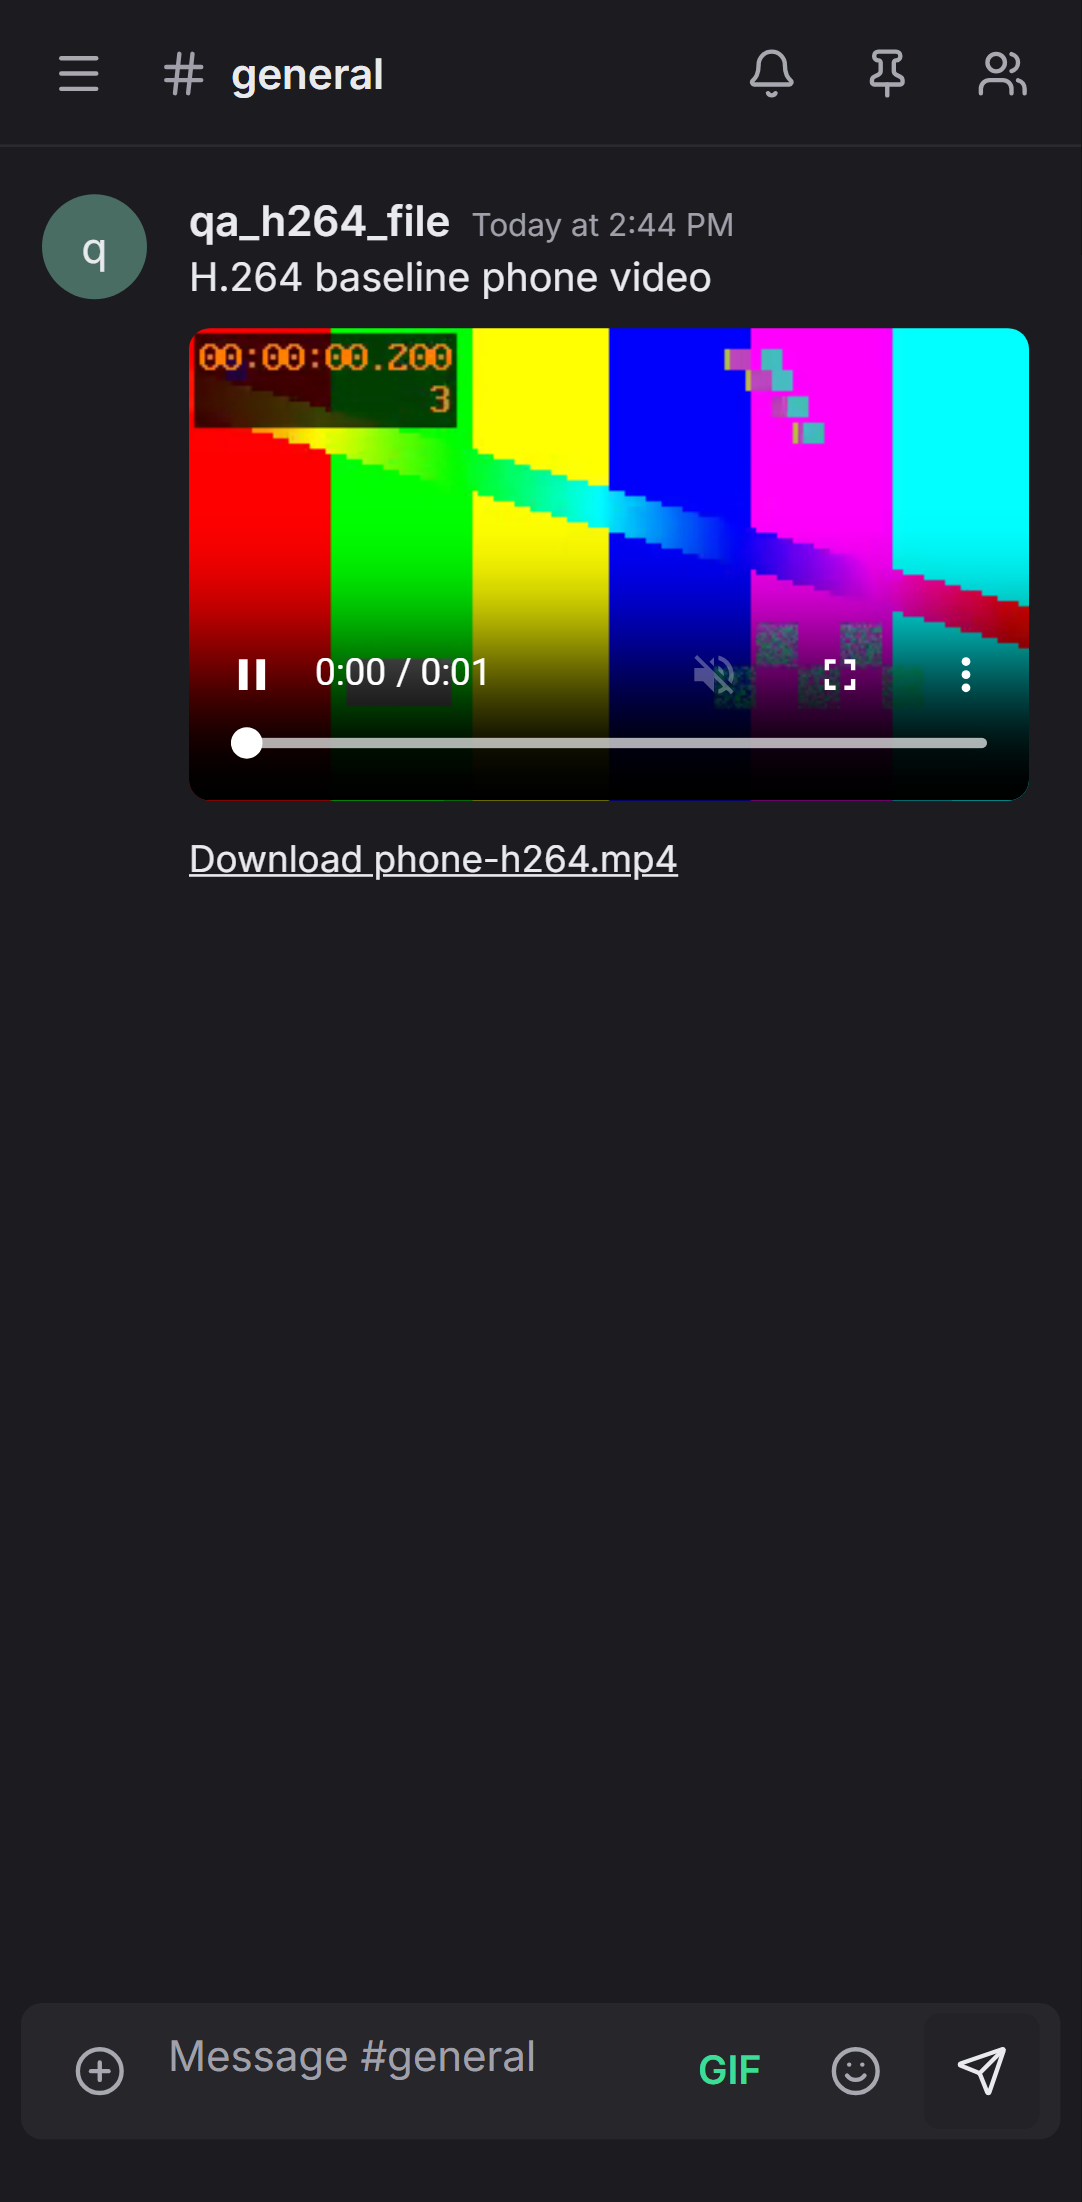 # general
q
qa_h264_file Today at 2:44 PM
H.264 baseline phone video
00:00:00.200
3
0:00 / 0:01
Download phone-h264.mp4
Message #general
GIF